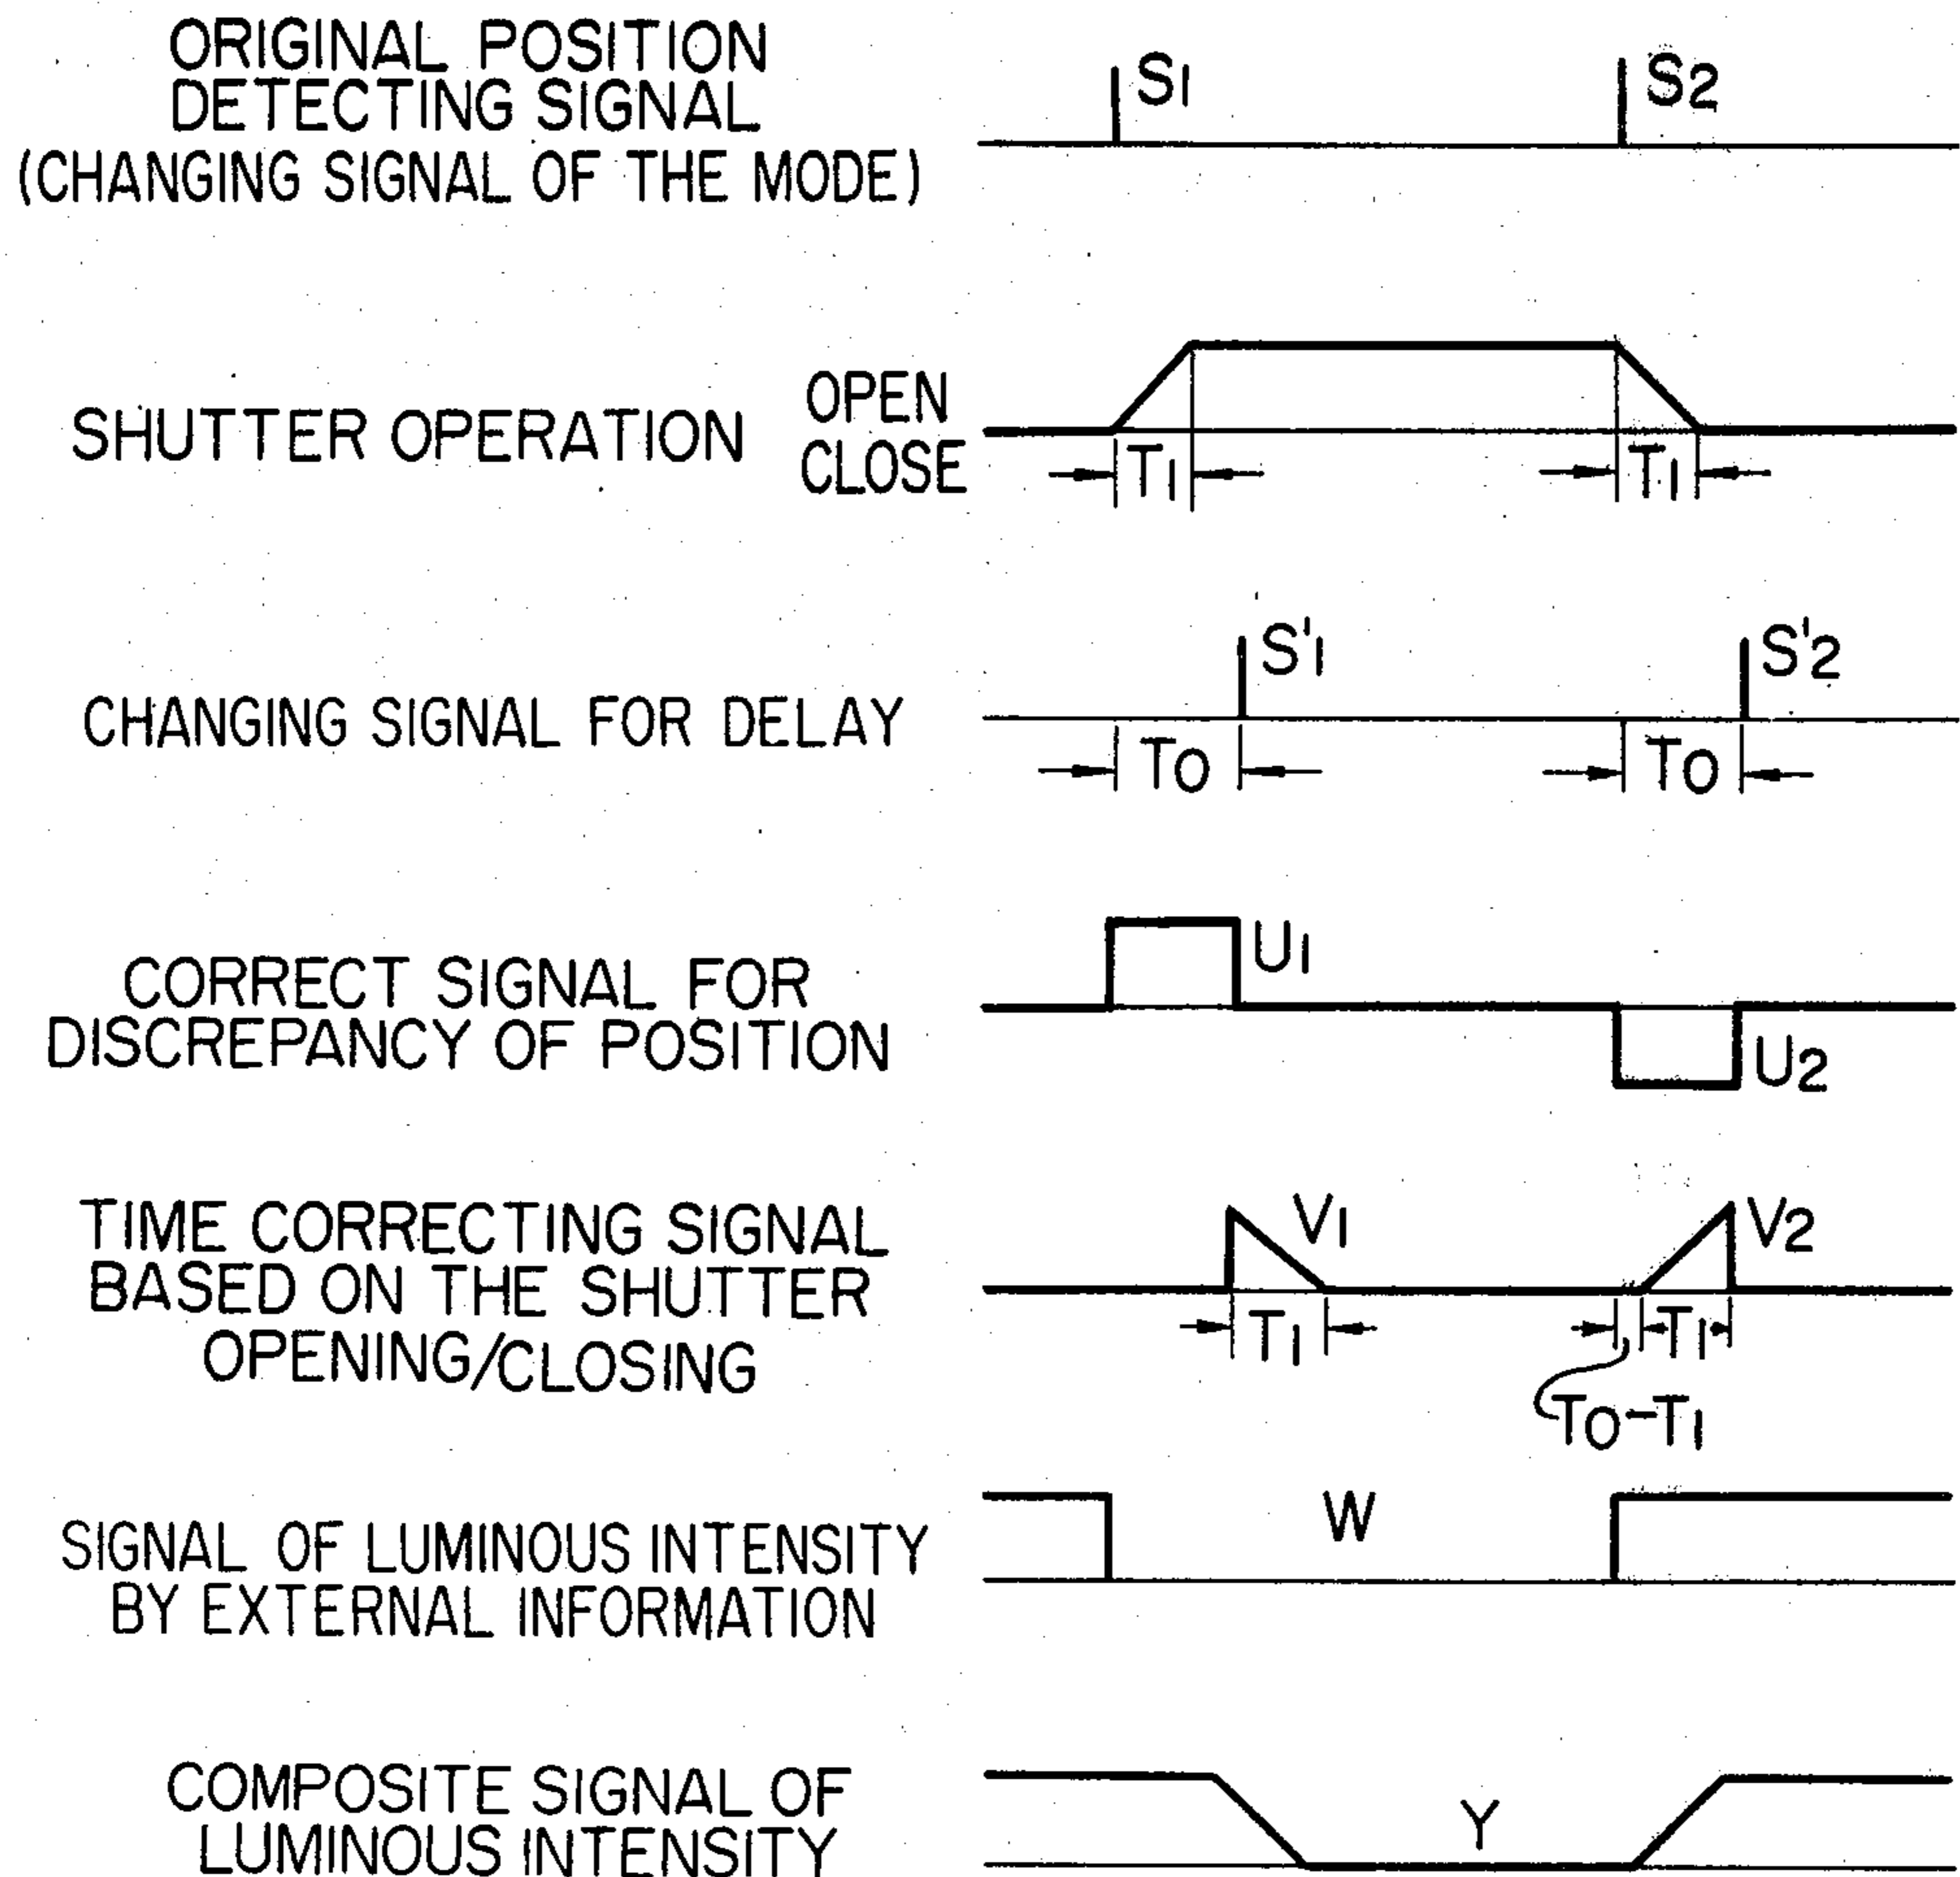 ORIGINAL POSITION
DETECTING SIGNAL
(CHANGING SIGNAL OF THE MODE)
S1
S2
SHUTTER OPERATION
OPEN
CLOSE
T1
T1
CHANGING SIGNAL FOR DELAY
S'1
S'2
T0
T0
CORRECT SIGNAL FOR
DISCREPANCY OF POSITION
U1
U2
TIME CORRECTING SIGNAL
BASED ON THE SHUTTER
OPENING/CLOSING
V1
V2
T1
T1
T0-T1
SIGNAL OF LUMINOUS INTENSITY
BY EXTERNAL INFORMATION
W
COMPOSITE SIGNAL OF
LUMINOUS INTENSITY
Y